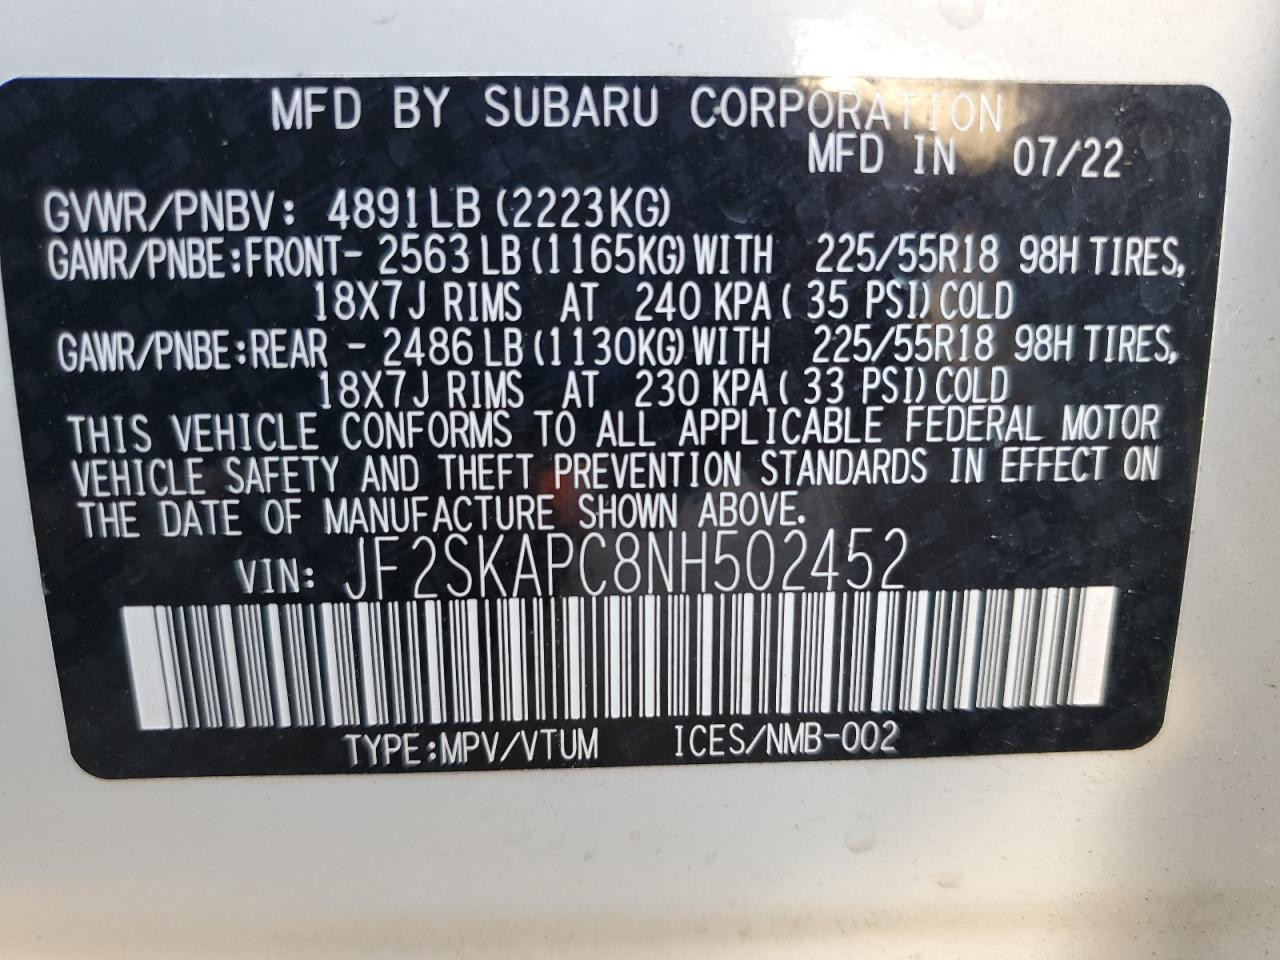 MFD BY SUBARU CORPORATION
MFD IN 07/22
GVWR/PNBV: 4891LB (2223KG)
GAWR/PNBE:FRONT- 2563 LB (1165KG) WITH 225/55R18 98H TIRES,
18X7J RIMS AT 240 KPA ( 35 PSI) COLD
GAWR/PNBE:REAR - 2486 LB (1130KG) WITH 225/55R18 98H TIRES,
18X7J RIMS AT 230 KPA ( 33 PSI) COLD
THIS VEHICLE CONFORMS TO ALL APPLICABLE FEDERAL MOTOR
VEHICLE SAFETY AND THEFT PREVENTION STANDARDS IN EFFECT ON
THE DATE OF MANUFACTURE SHOWN ABOVE.
VIN: JF2SKAPC8NH502452
TYPE:MPV/VTUM ICES/NMB-002